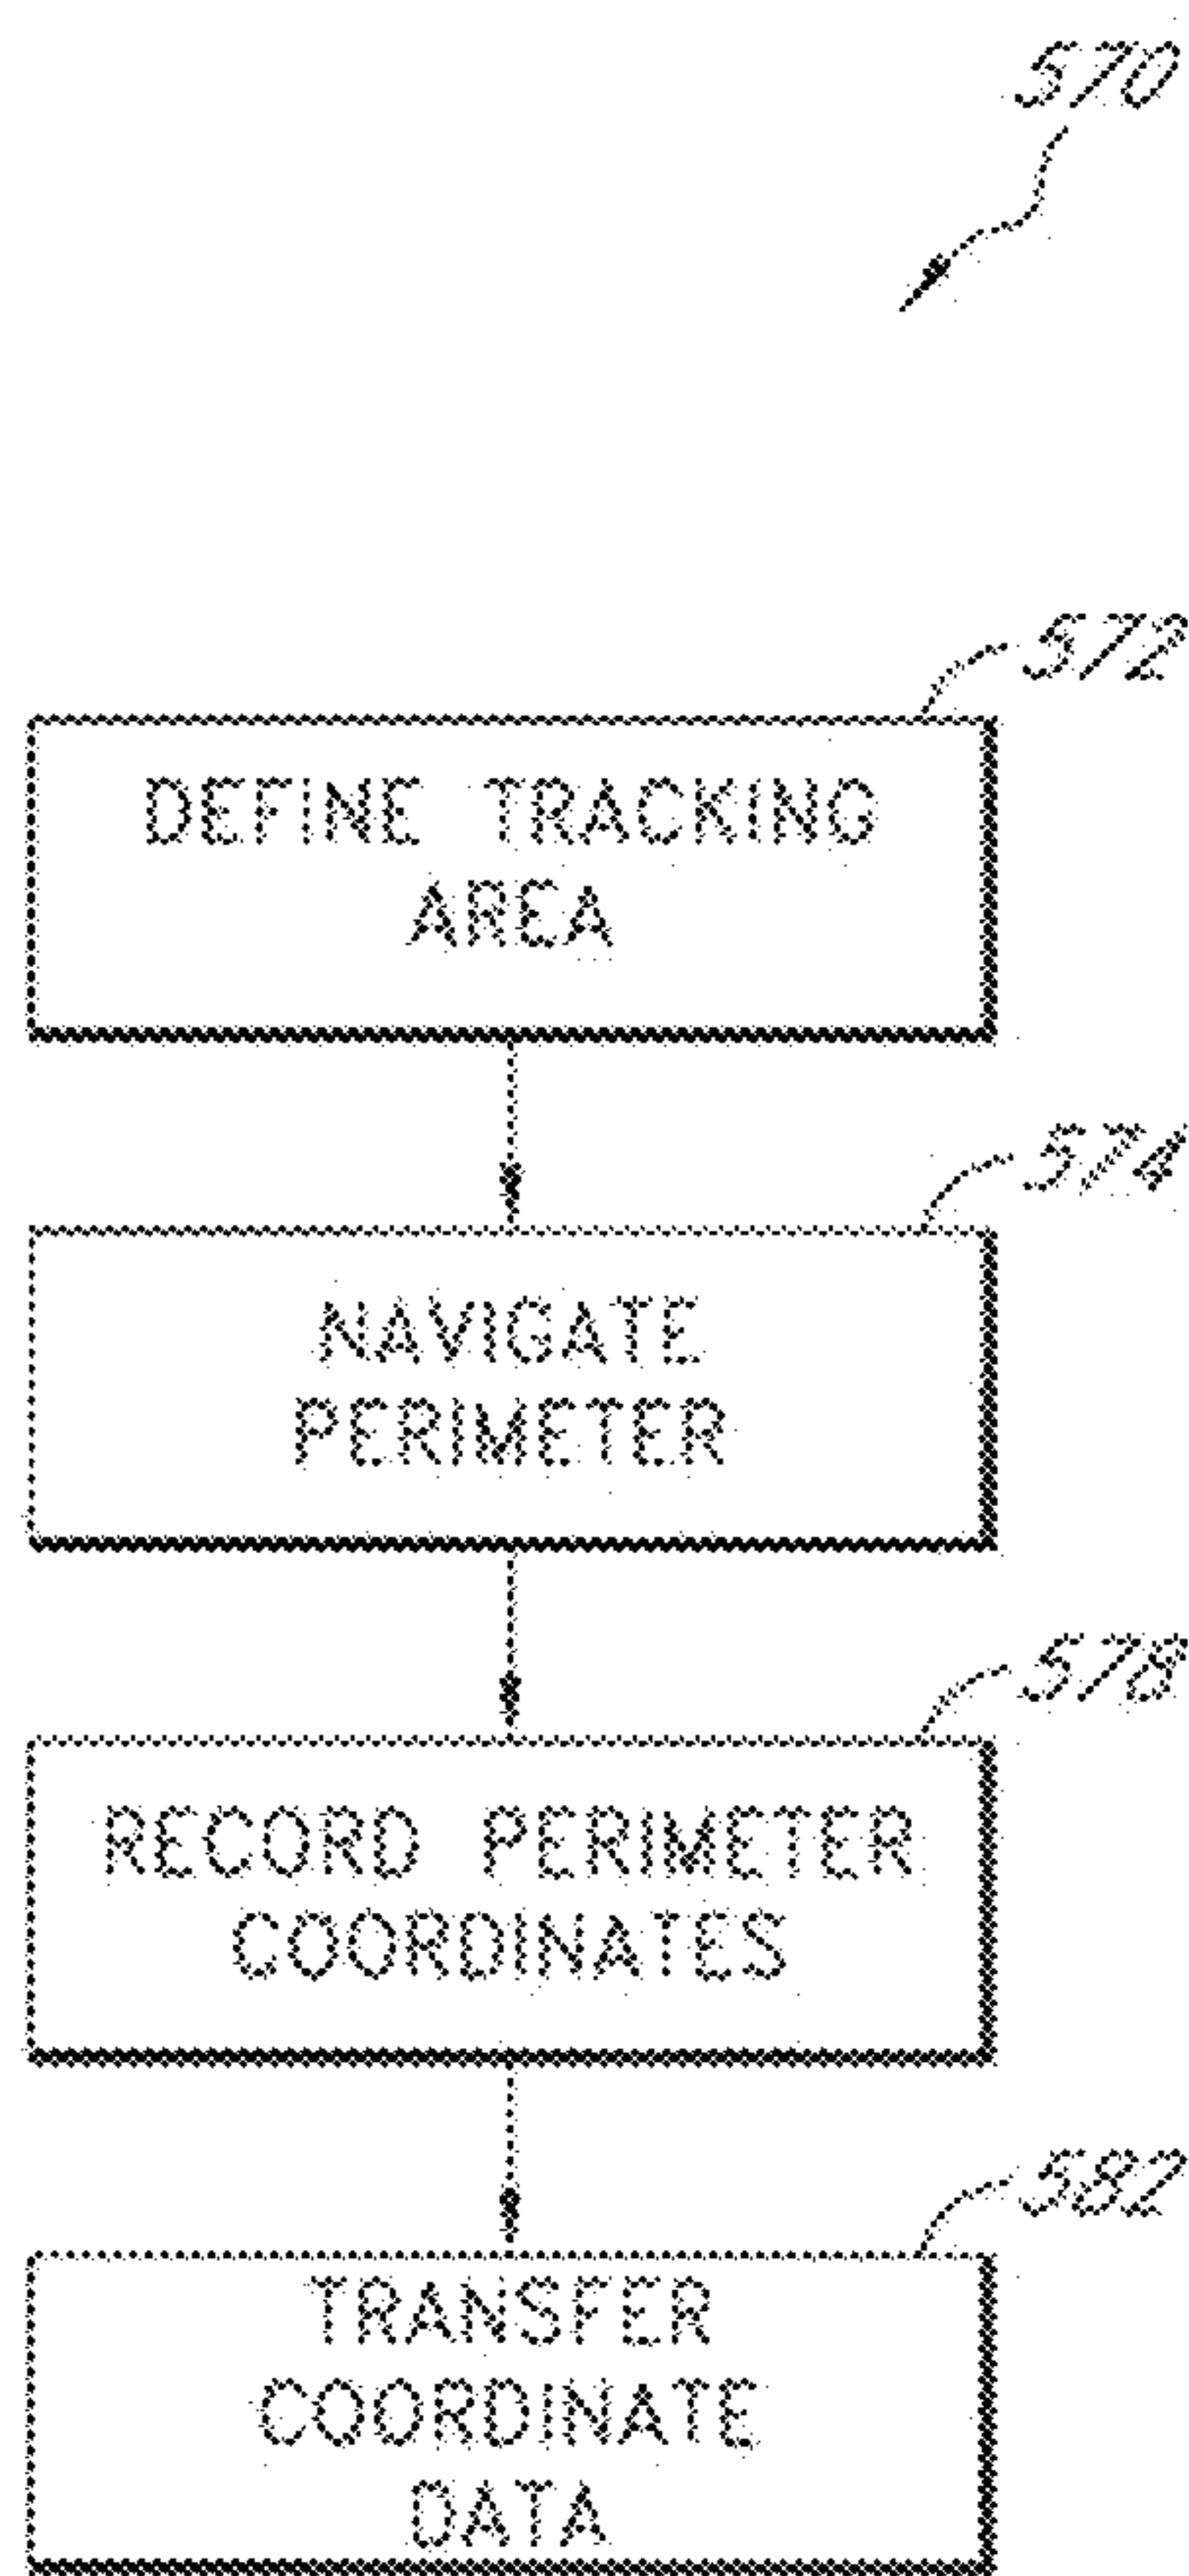 570
572
DEFINE TRACKING
AREA
574
NAVIGATE
PERIMETER
578
RECORD PERIMETER
COORDINATES
582
TRANSFER
COORDINATE
DATA